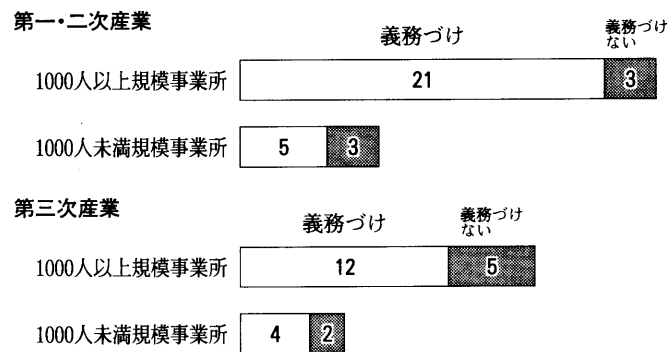 第一・二次産業
義務づけ
義務づけ
ない
1000人以上規模事業所
21
3
1000人未満規模事業所
5
3
第三次産業
義務づけ
義務づけ
ない
1000人以上規模事業所
12
5
1000人未満規模事業所
4
2